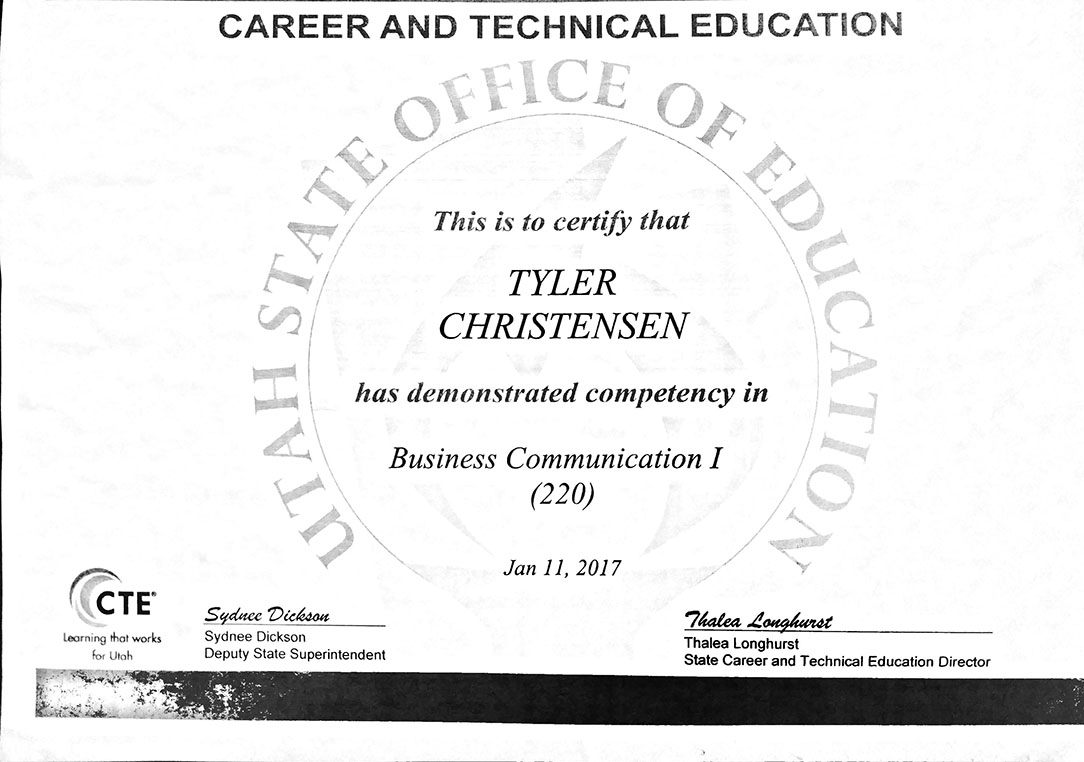 CAREER AND TECHNICAL EDUCATION
UTAH STATE OFFICE OF EDUCATION
This is to certify that
TYLER
CHRISTENSEN
has demonstrated competency in
Business Communication I
(220)
Jan 11, 2017
CTE®
Learning that works
for Utah
Sydnee Dickson
Sydnee Dickson
Deputy State Superintendent
Thalea Longhurst
Thalea Longhurst
State Career and Technical Education Director